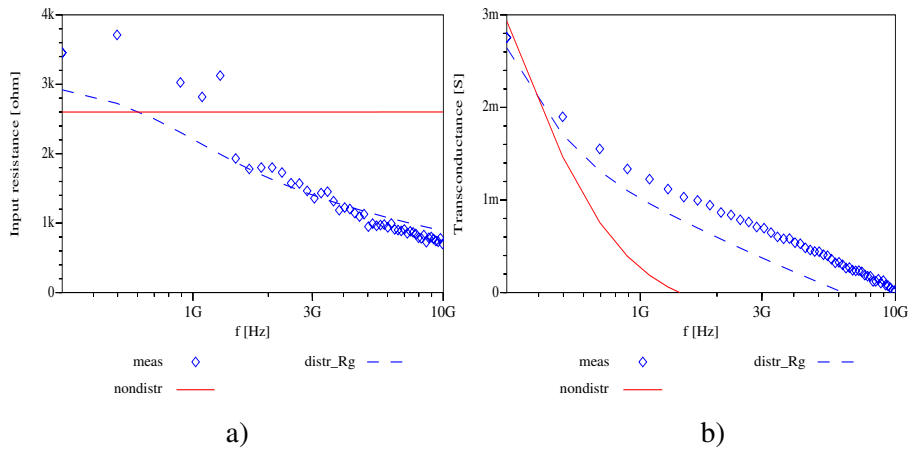 4k
3k
2k
1k
0
Input resistance [ohm]
1G
3G
10G
f [Hz]
meas
distr_Rg
nondistr
a)
3m
2m
1m
0
Transconductance [S]
1G
10G
f [Hz]
meas
distr_Rg
nondistr
b)